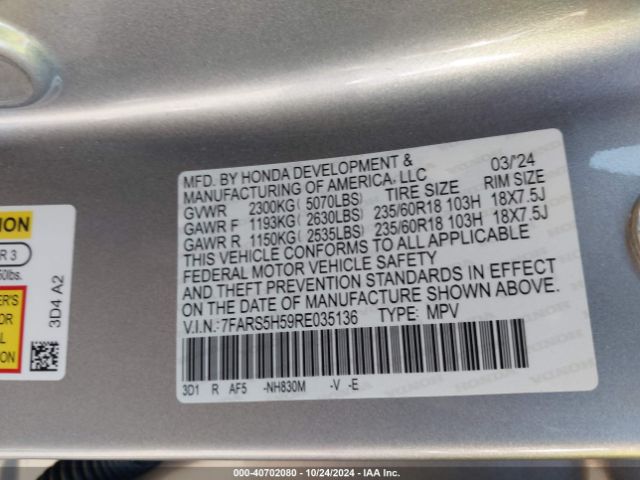 MFD. BY HONDA DEVELOPMENT & 03/'24
MANUFACTURING OF AMERICA, LLC
GVWR 2300KG ( 5070LBS) TIRE SIZE RIM SIZE
GAWR F 1193KG ( 2630LBS) 235/60R18 103H 18X7.5J
GAWR R 1150KG ( 2535LBS) 235/60R18 103H 18X7.5J
THIS VEHICLE CONFORMS TO ALL APPLICABLE
FEDERAL MOTOR VEHICLE SAFETY
AND THEFT PREVENTION STANDARDS IN EFFECT
ON THE DATE OF MANUFACTURE SHOWN ABOVE.
V.I.N.:7FARS5H59RE035136 TYPE: MPV
3D1 R AF5 -NH830M -V -E
3D4 A2
000-40702080 - 10/24/2024 - IAA Inc.